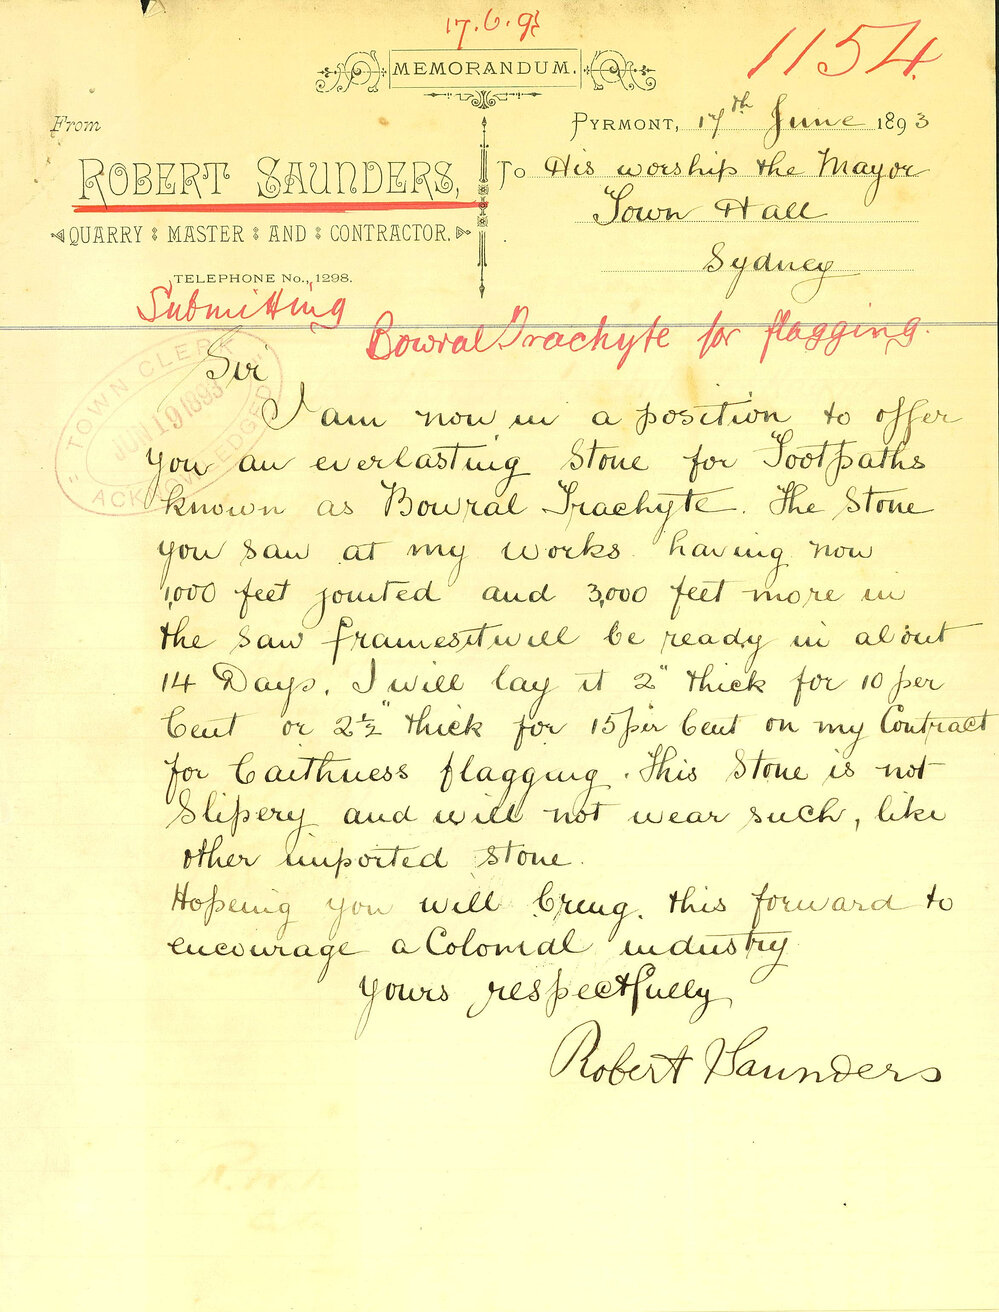 17.6.93
1154
MEMORANDUM.
From
PYRMONT, 17th June 1893
ROBERT SAUNDERS,
QUARRY MASTER AND CONTRACTOR.
TELEPHONE No., 1298.
To His worship the Mayor
Town Hall
Sydney
Submitting
Bowral Trachyte for flagging.
TOWN CLERK
JUN 19 1893
ACKNOWLEDGED
Sir
I am now in a position to offer
you an everlasting Stone for Footpaths
known as Bowral Trachyte. The Stone
you saw at my works having now
1,000 feet jointed and 3,000 feet more in
the saw frames it will be ready in about
14 Days. I will lay it 2" thick for 10 per
Cent or 2½" thick for 15 per Cent on my Contract
for Caithness flagging. This Stone is not
Slipery and will not wear such, like
other imported stone.
Hopeing you will bring. this forward to
encourage a Colonial industry
Yours respectfully
Robert Saunders